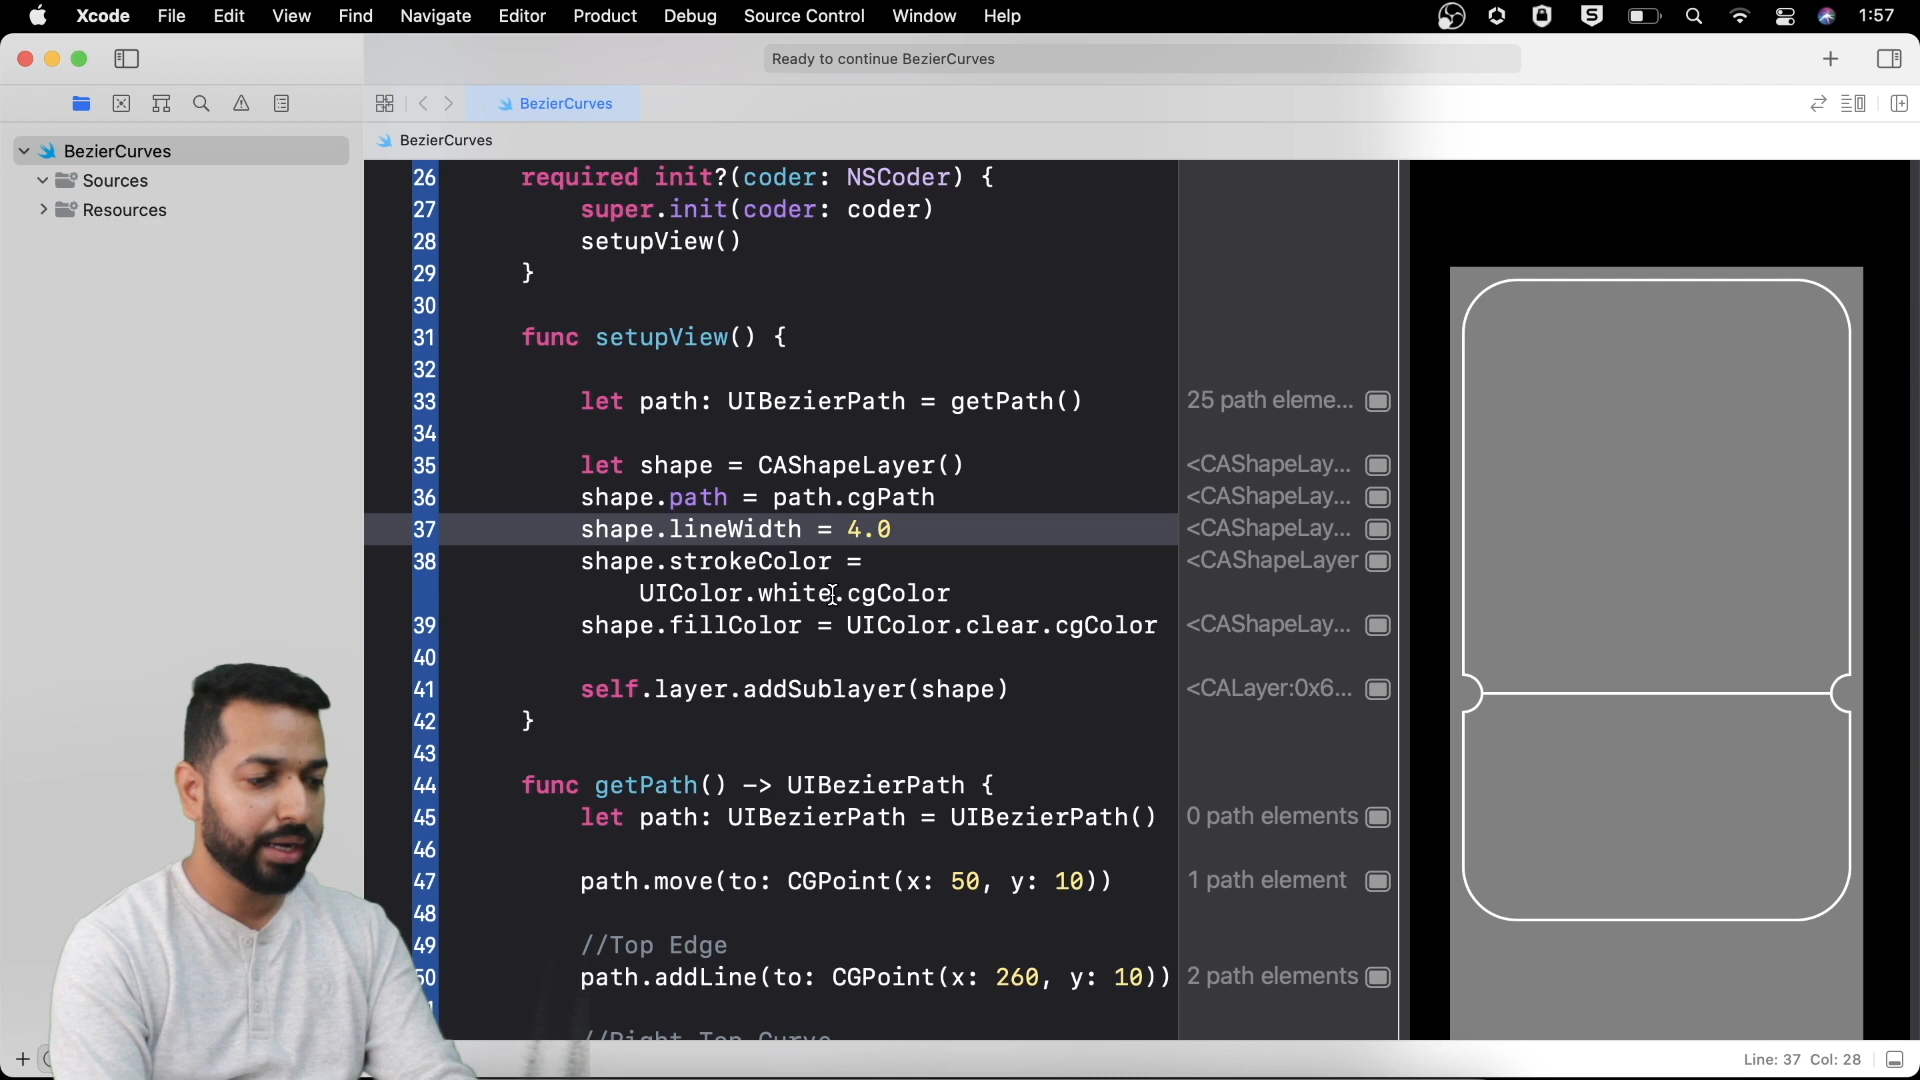 Xcode File Edit View Find Navigate Editor Product Debug Source Control Window Help 1:57
Ready to continue BezierCurves
BezierCurves
BezierCurves
BezierCurves
Sources
Resources
26 required init?(coder: NSCoder) {
27 super.init(coder: coder)
28 setupView()
29 }
30
31 func setupView() {
32
33 let path: UIBezierPath = getPath() 25 path eleme...
34
35 let shape = CAShapeLayer() <CAShapeLay...
36 shape.path = path.cgPath <CAShapeLay...
37 shape.lineWidth = 4.0 <CAShapeLay...
38 shape.strokeColor = <CAShapeLayer
UIColor.white.cgColor
39 shape.fillColor = UIColor.clear.cgColor <CAShapeLay...
40
41 self.layer.addSublayer(shape) <CALayer:0x6...
42 }
43
44 func getPath() -> UIBezierPath {
45 let path: UIBezierPath = UIBezierPath() 0 path elements
46
47 path.move(to: CGPoint(x: 50, y: 10)) 1 path element
48
49 //Top Edge
50 path.addLine(to: CGPoint(x: 260, y: 10)) 2 path elements
//Right Top Curve
Line: 37 Col: 28